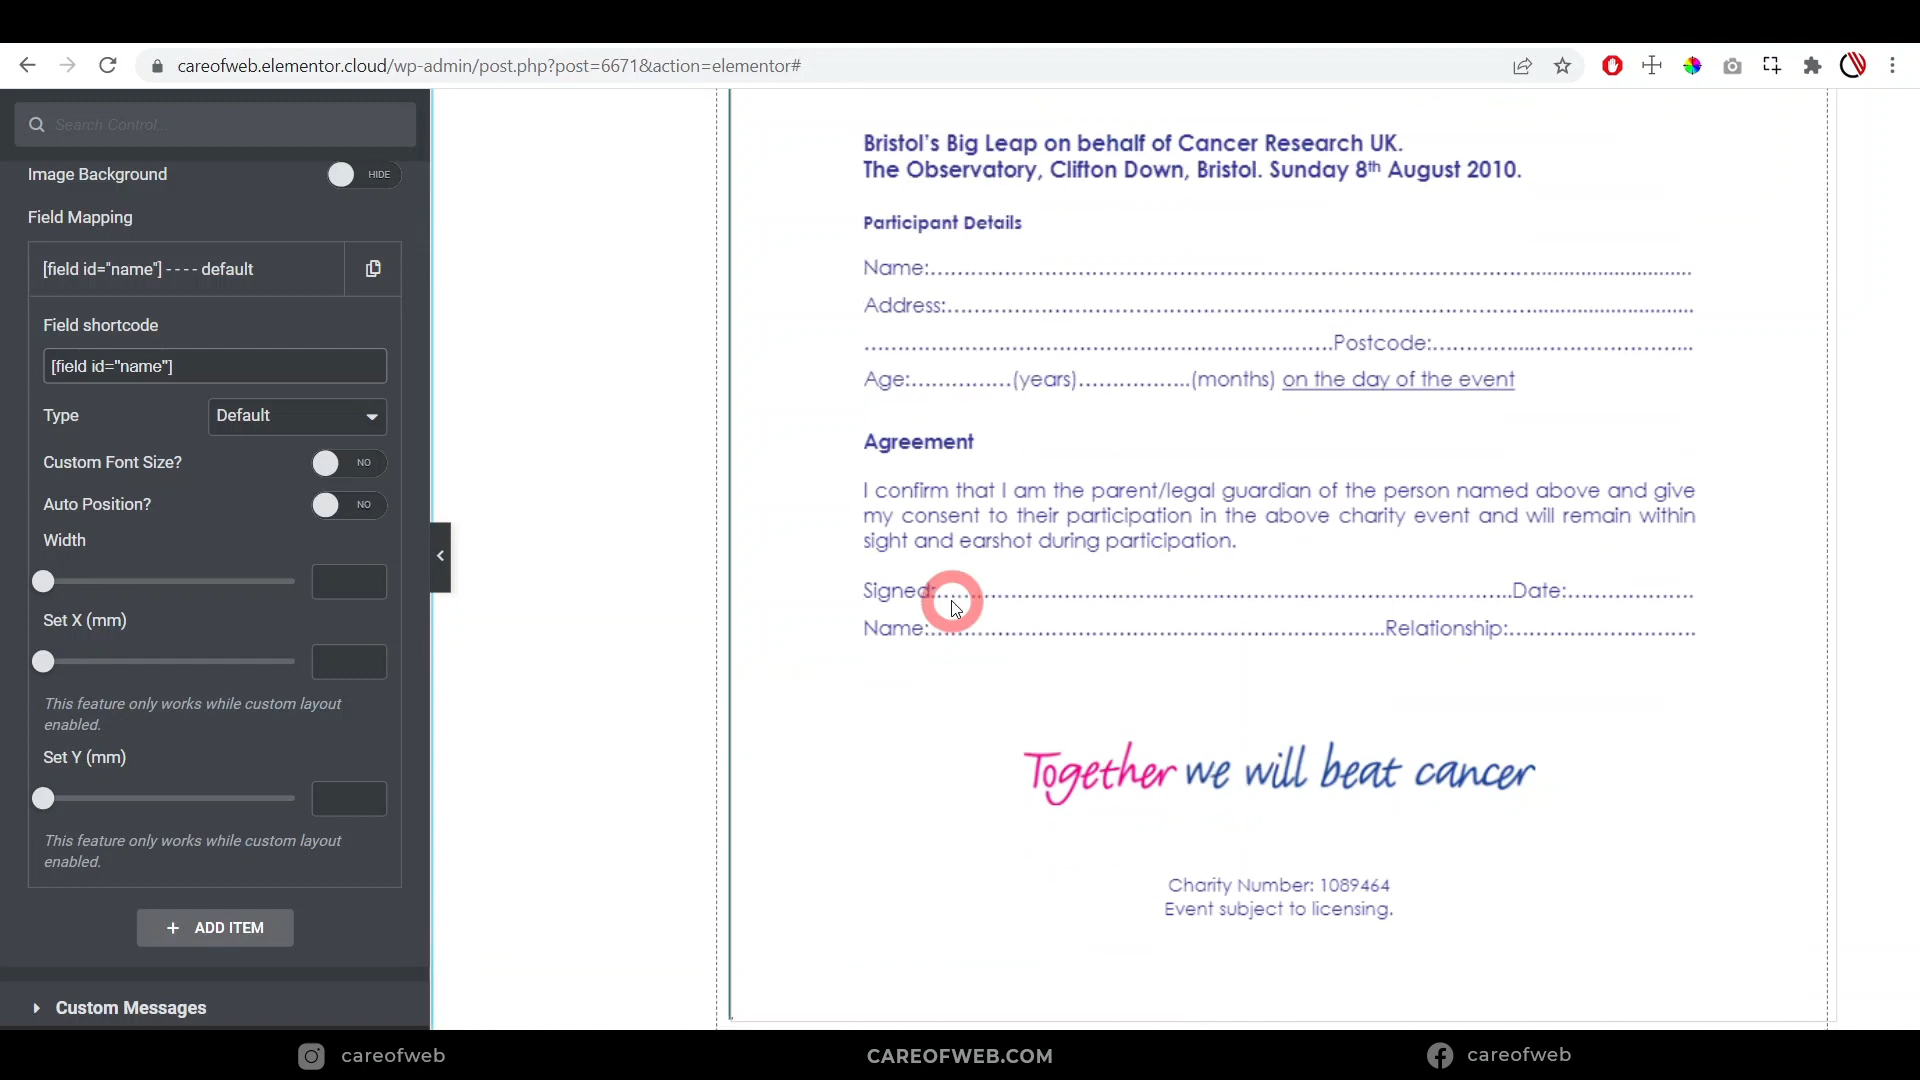 careofweb.elementor.cloud/wp-admin/post.php?post=6671&action=elementor#
Search Control...
Image Background
HIDE
Field Mapping
[field id="name"] - - - - default
Field shortcode
[field id="name"]
Type
Default
Custom Font Size?
NO
Auto Position?
NO
Width
Set X (mm)
This feature only works while custom layout
enabled.
Set Y (mm)
This feature only works while custom layout
enabled.
+ ADD ITEM
Custom Messages
Bristol's Big Leap on behalf of Cancer Research UK.
The Observatory, Clifton Down, Bristol. Sunday 8th August 2010.
Participant Details
Name:..........................................................................................
Address:..........................................................................................
..........................................................Postcode:..............................
Age:...............(years)................(months) on the day of the event
Agreement
I confirm that I am the parent/legal guardian of the person named above and give
my consent to their participation in the above charity event and will remain within
sight and earshot during participation.
Signed:..........................................................................Date:...................
Name:..............................................................Relationship:............................
Together we will beat cancer
Charity Number: 1089464
Event subject to licensing.
careofweb
CAREOFWEB.COM
careofweb